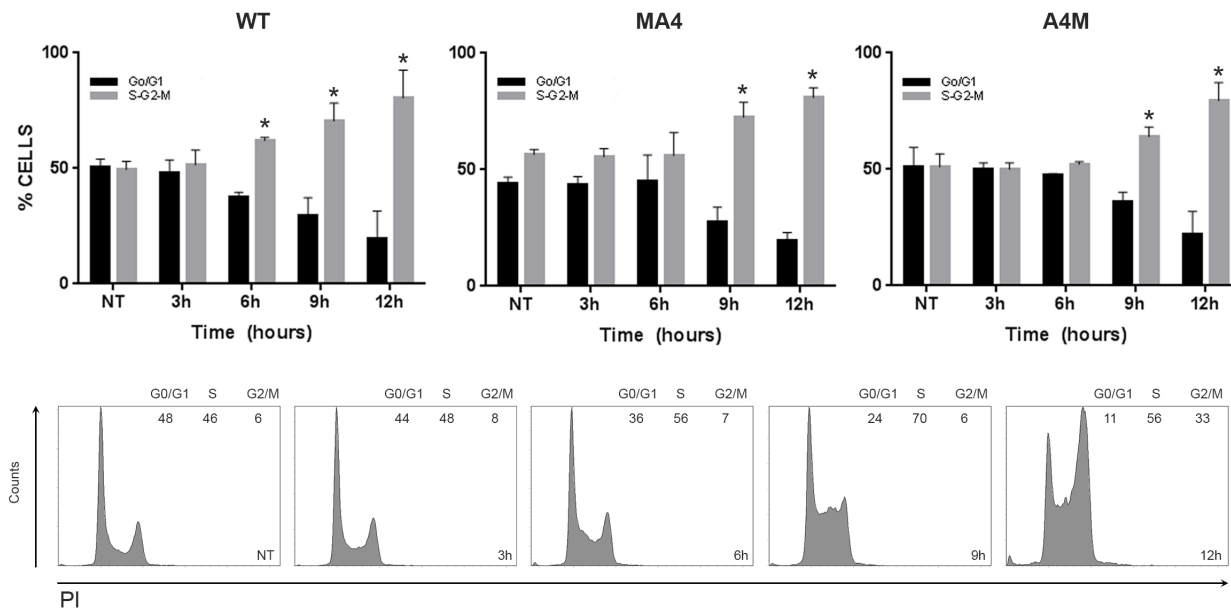 WT
100
Go/G1
S-G2-M
*
*
*
50
0
% CELLS
NT 3h 6h 9h 12h
Time (hours)
MA4
100
Go/G1
S-G2-M
*
*
50
0
NT 3h 6h 9h 12h
Time (hours)
A4M
100
Go/G1
S-G2-M
*
*
50
0
NT 3h 6h 9h 12h
Time (hours)
Counts
G0/G1 S G2/M
48 46 6
NT
G0/G1 S G2/M
44 48 8
3h
G0/G1 S G2/M
36 56 7
6h
G0/G1 S G2/M
24 70 6
9h
G0/G1 S G2/M
11 56 33
12h
PI